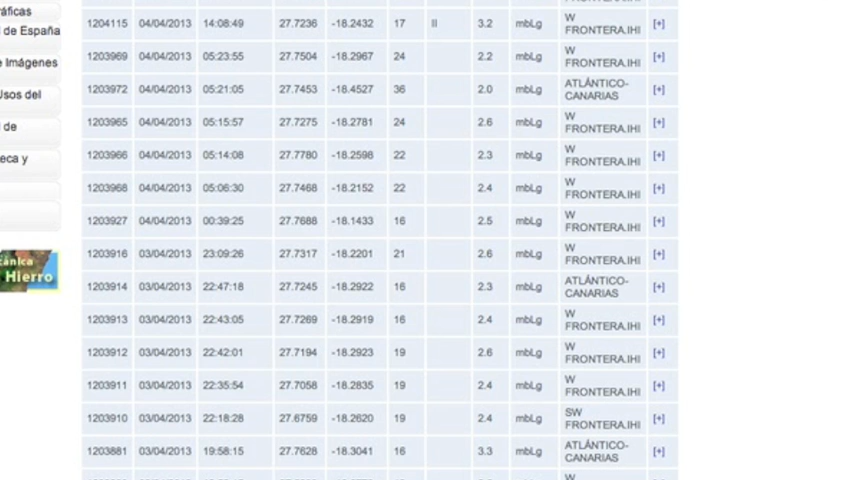 ráficas
l de España
e Imágenes
Usos del
l de
teca y
Hierro
FRONTERA.IHI
1204115 04/04/2013 14:08:49 27.7236 -18.2432 17 II 3.2 mbLg W FRONTERA.IHI [+]
1203969 04/04/2013 05:23:55 27.7504 -18.2967 24 2.2 mbLg W FRONTERA.IHI [+]
1203972 04/04/2013 05:21:05 27.7453 -18.4527 36 2.0 mbLg ATLÁNTICO-CANARIAS [+]
1203965 04/04/2013 05:15:57 27.7275 -18.2781 24 2.6 mbLg W FRONTERA.IHI [+]
1203966 04/04/2013 05:14:08 27.7780 -18.2598 22 2.3 mbLg W FRONTERA.IHI [+]
1203968 04/04/2013 05:06:30 27.7468 -18.2152 22 2.4 mbLg W FRONTERA.IHI [+]
1203927 04/04/2013 00:39:25 27.7688 -18.1433 16 2.5 mbLg W FRONTERA.IHI [+]
1203916 03/04/2013 23:09:26 27.7317 -18.2201 21 2.6 mbLg W FRONTERA.IHI [+]
1203914 03/04/2013 22:47:18 27.7245 -18.2922 16 2.3 mbLg ATLÁNTICO-CANARIAS [+]
1203913 03/04/2013 22:43:05 27.7269 -18.2919 16 2.4 mbLg W FRONTERA.IHI [+]
1203912 03/04/2013 22:42:01 27.7194 -18.2923 19 2.6 mbLg W FRONTERA.IHI [+]
1203911 03/04/2013 22:35:54 27.7058 -18.2835 19 2.4 mbLg W FRONTERA.IHI [+]
1203910 03/04/2013 22:18:28 27.6759 -18.2620 19 2.4 mbLg SW FRONTERA.IHI [+]
1203881 03/04/2013 19:58:15 27.7628 -18.3041 16 3.3 mbLg ATLÁNTICO-CANARIAS [+]
W